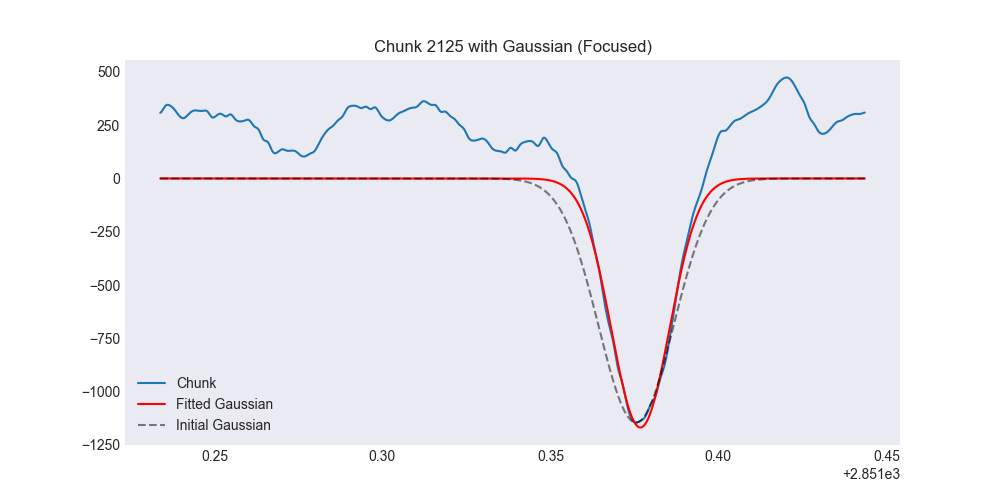 Chunk 2125 with Gaussian (Focused)
500
250
0
−250
−500
−750
−1000
−1250
Chunk
Fitted Gaussian
Initial Gaussian
0.25 0.30 0.35 0.40 0.45
+2.851e3